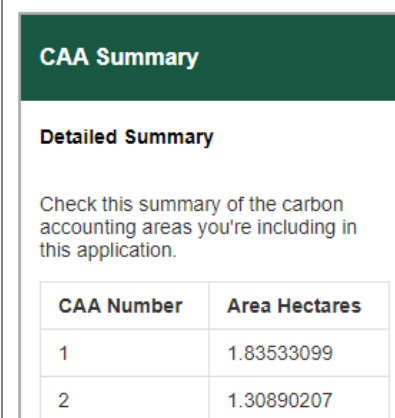 CAA Summary
Detailed Summary
Check this summary of the carbon
accounting areas you're including in
this application.
CAA Number Area Hectares
1 1.83533099
2 1.30890207